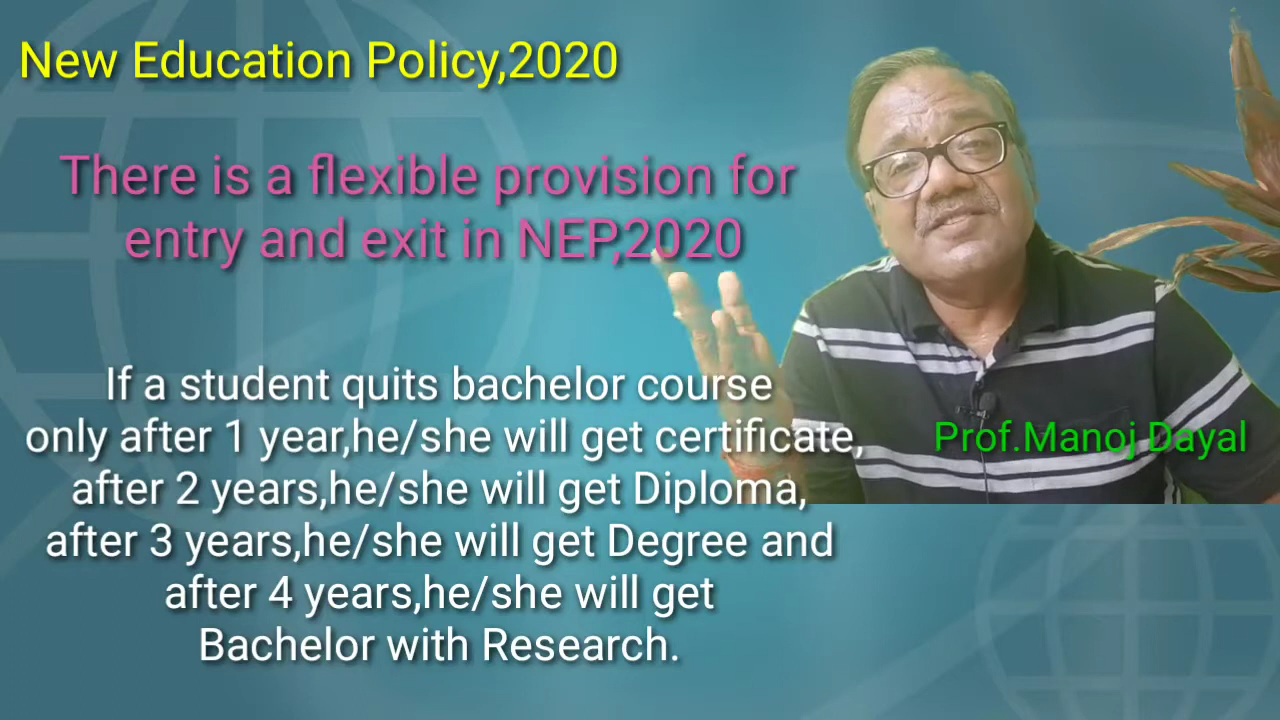 New Education Policy,2020
There is a flexible provision for
entry and exit in NEP,2020
If a student quits bachelor course
only after 1 year,he/she will get certificate,
after 2 years,he/she will get Diploma,
after 3 years,he/she will get Degree and
after 4 years,he/she will get
Bachelor with Research.
Prof.Manoj Dayal